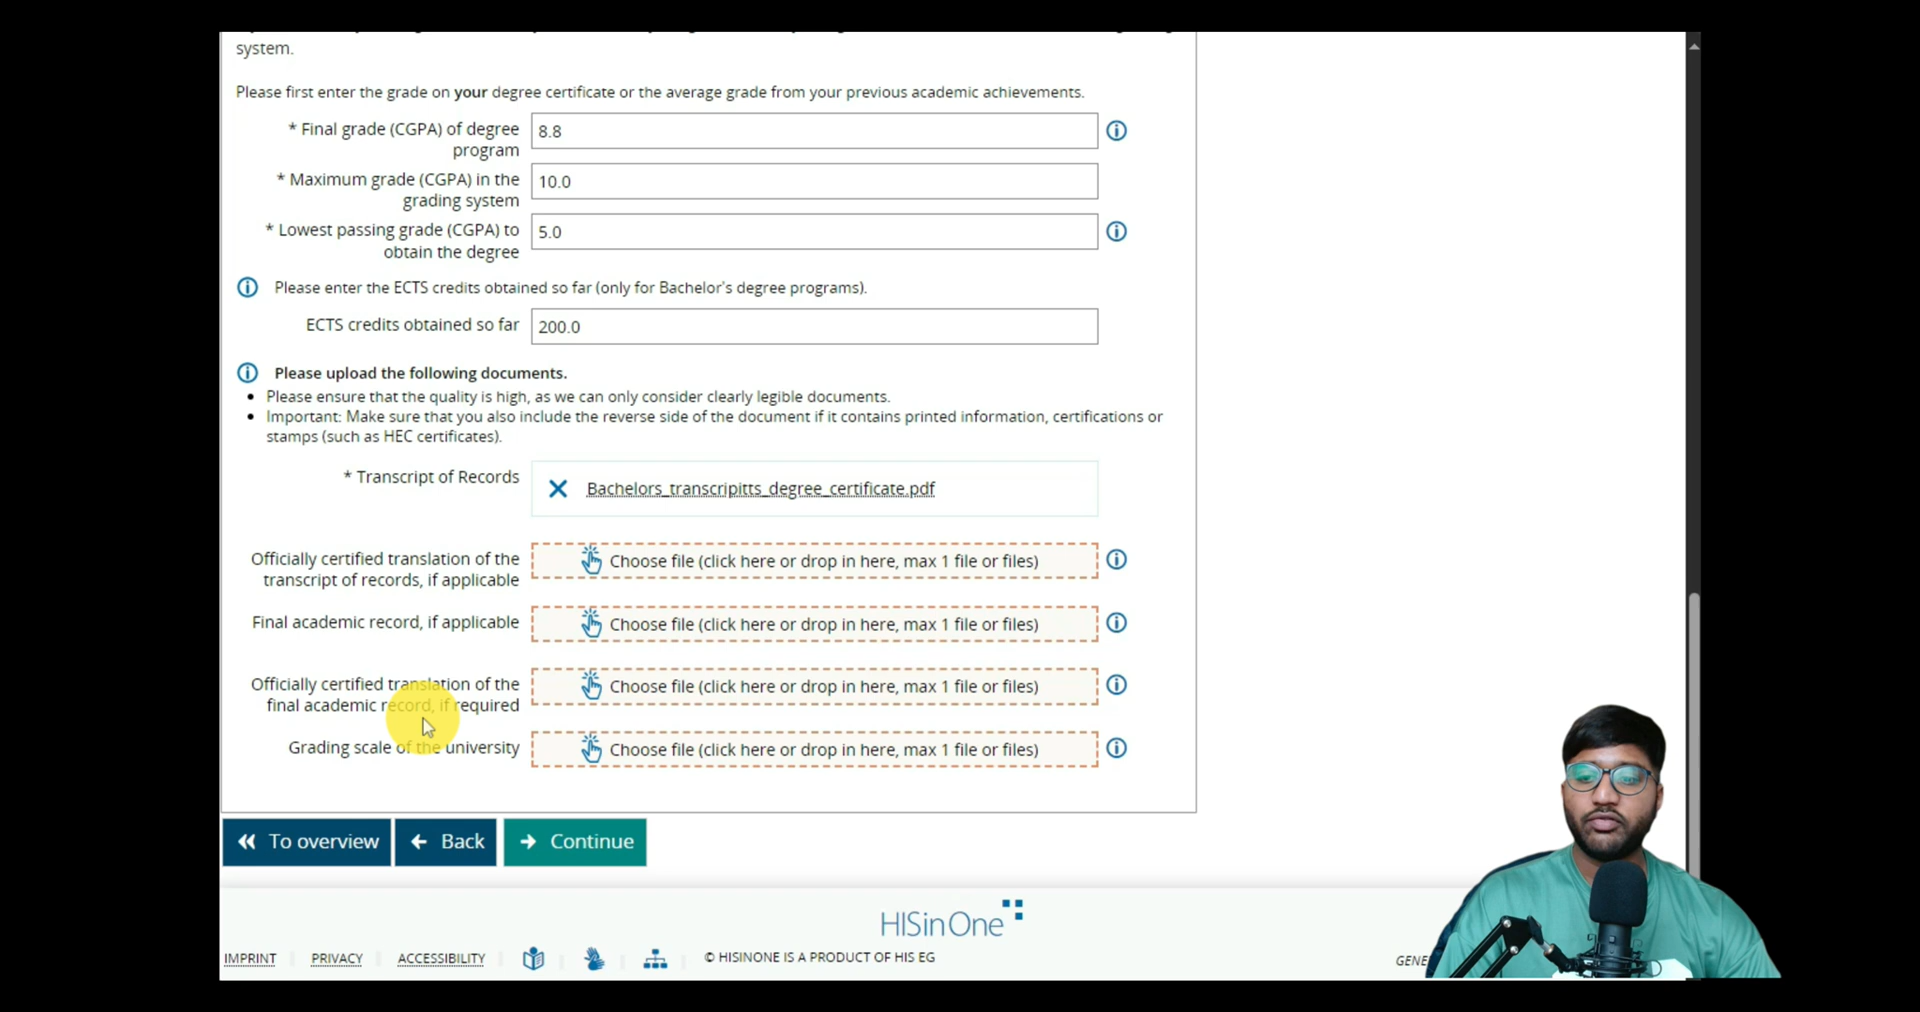 system.
Please first enter the grade on your degree certificate or the average grade from your previous academic achievements.
* Final grade (CGPA) of degree
program
8.8
* Maximum grade (CGPA) in the
grading system
10.0
* Lowest passing grade (CGPA) to
obtain the degree
5.0
Please enter the ECTS credits obtained so far (only for Bachelor's degree programs).
ECTS credits obtained so far
200.0
Please upload the following documents.
• Please ensure that the quality is high, as we can only consider clearly legible documents.
• Important: Make sure that you also include the reverse side of the document if it contains printed information, certifications or
stamps (such as HEC certificates).
* Transcript of Records
Bachelors_transcripitts_degree_certificate.pdf
Officially certified translation of the
transcript of records, if applicable
Choose file (click here or drop in here, max 1 file or files)
Final academic record, if applicable
Choose file (click here or drop in here, max 1 file or files)
Officially certified translation of the
final academic record, if required
Choose file (click here or drop in here, max 1 file or files)
Grading scale of the university
Choose file (click here or drop in here, max 1 file or files)
To overview
Back
Continue
HISinOne
IMPRINT
PRIVACY
ACCESSIBILITY
© HISINONE IS A PRODUCT OF HIS EG
GENE